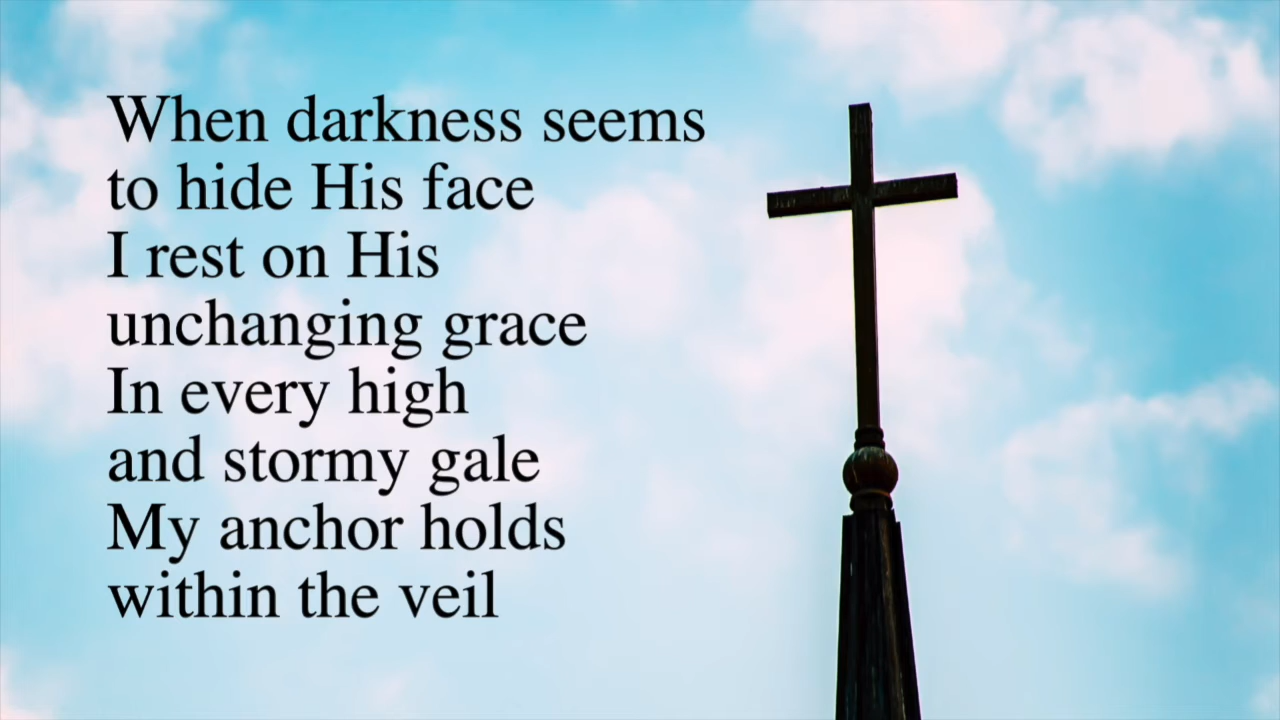 When darkness seems
to hide His face
I rest on His
unchanging grace
In every high
and stormy gale
My anchor holds
within the veil